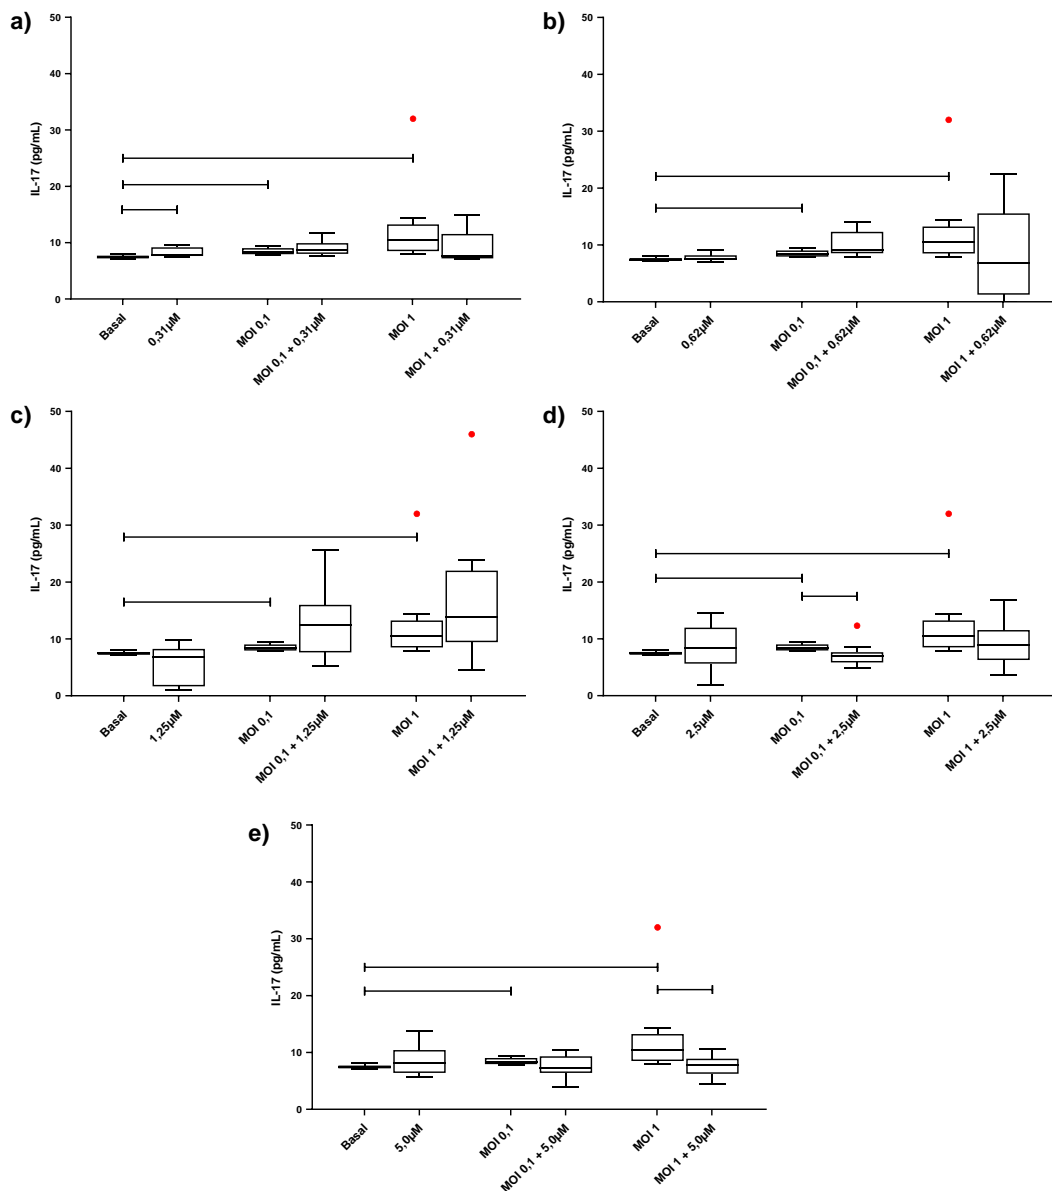 a)
IL-17 (pg/mL)
50
40
30
20
10
0
Basal
0,31µM
MOI 0,1
MOI 0,1 + 0,31µM
MOI 1
MOI 1 + 0,31µM
b)
IL-17 (pg/mL)
50
40
30
20
10
0
Basal
0,62µM
MOI 0,1
MOI 0,1 + 0,62µM
MOI 1
MOI 1 + 0,62µM
c)
IL-17 (pg/mL)
50
40
30
20
10
0
Basal
1,25µM
MOI 0,1
MOI 0,1 + 1,25µM
MOI 1
MOI 1 + 1,25µM
d)
IL-17 (pg/mL)
50
40
30
20
10
0
Basal
2,5µM
MOI 0,1
MOI 0,1 + 2,5µM
MOI 1
MOI 1 + 2,5µM
e)
IL-17 (pg/mL)
50
40
30
20
10
0
Basal
5,0µM
MOI 0,1
MOI 0,1 + 5,0µM
MOI 1
MOI 1 + 5,0µM